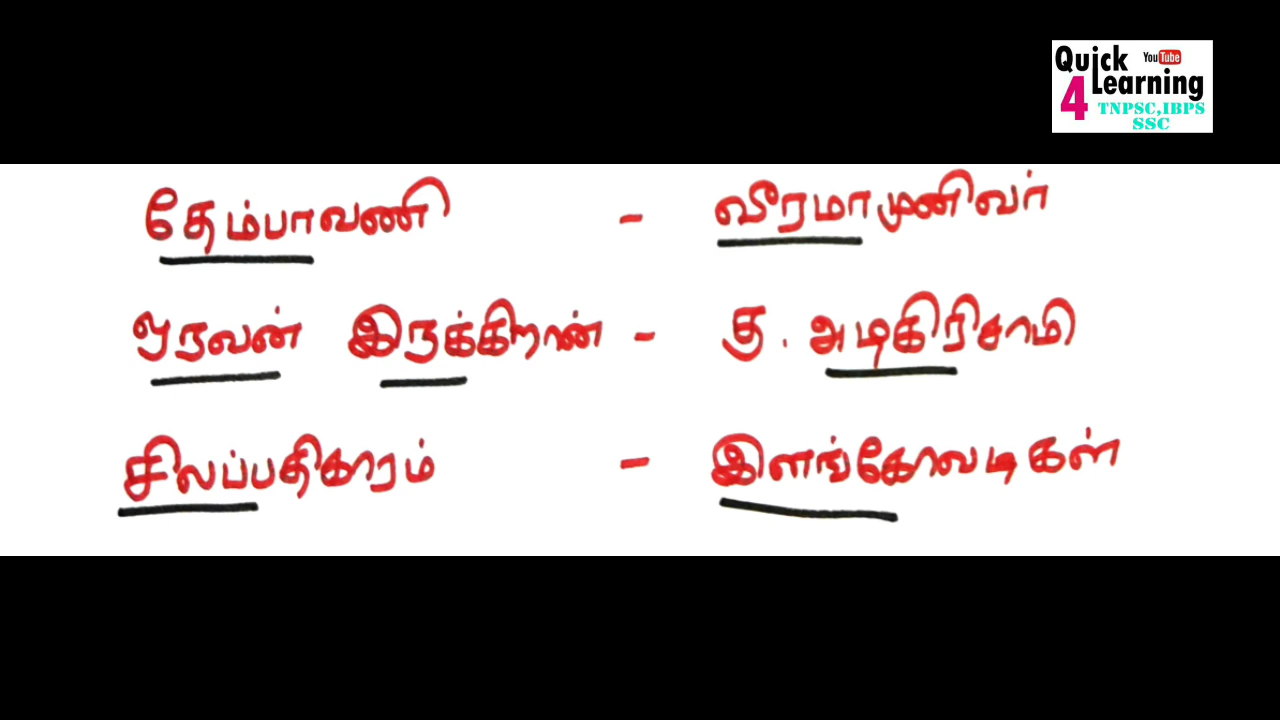 Quick YouTube
4 Learning
TNPSC,IBPS
SSC
தேம்பாவணி - வீரமாமுனிவர்
ஒருவன் இருக்கிறான் - கு. அழகிரிசாமி
சிலப்பதிகாரம் - இளங்கோவடிகள்